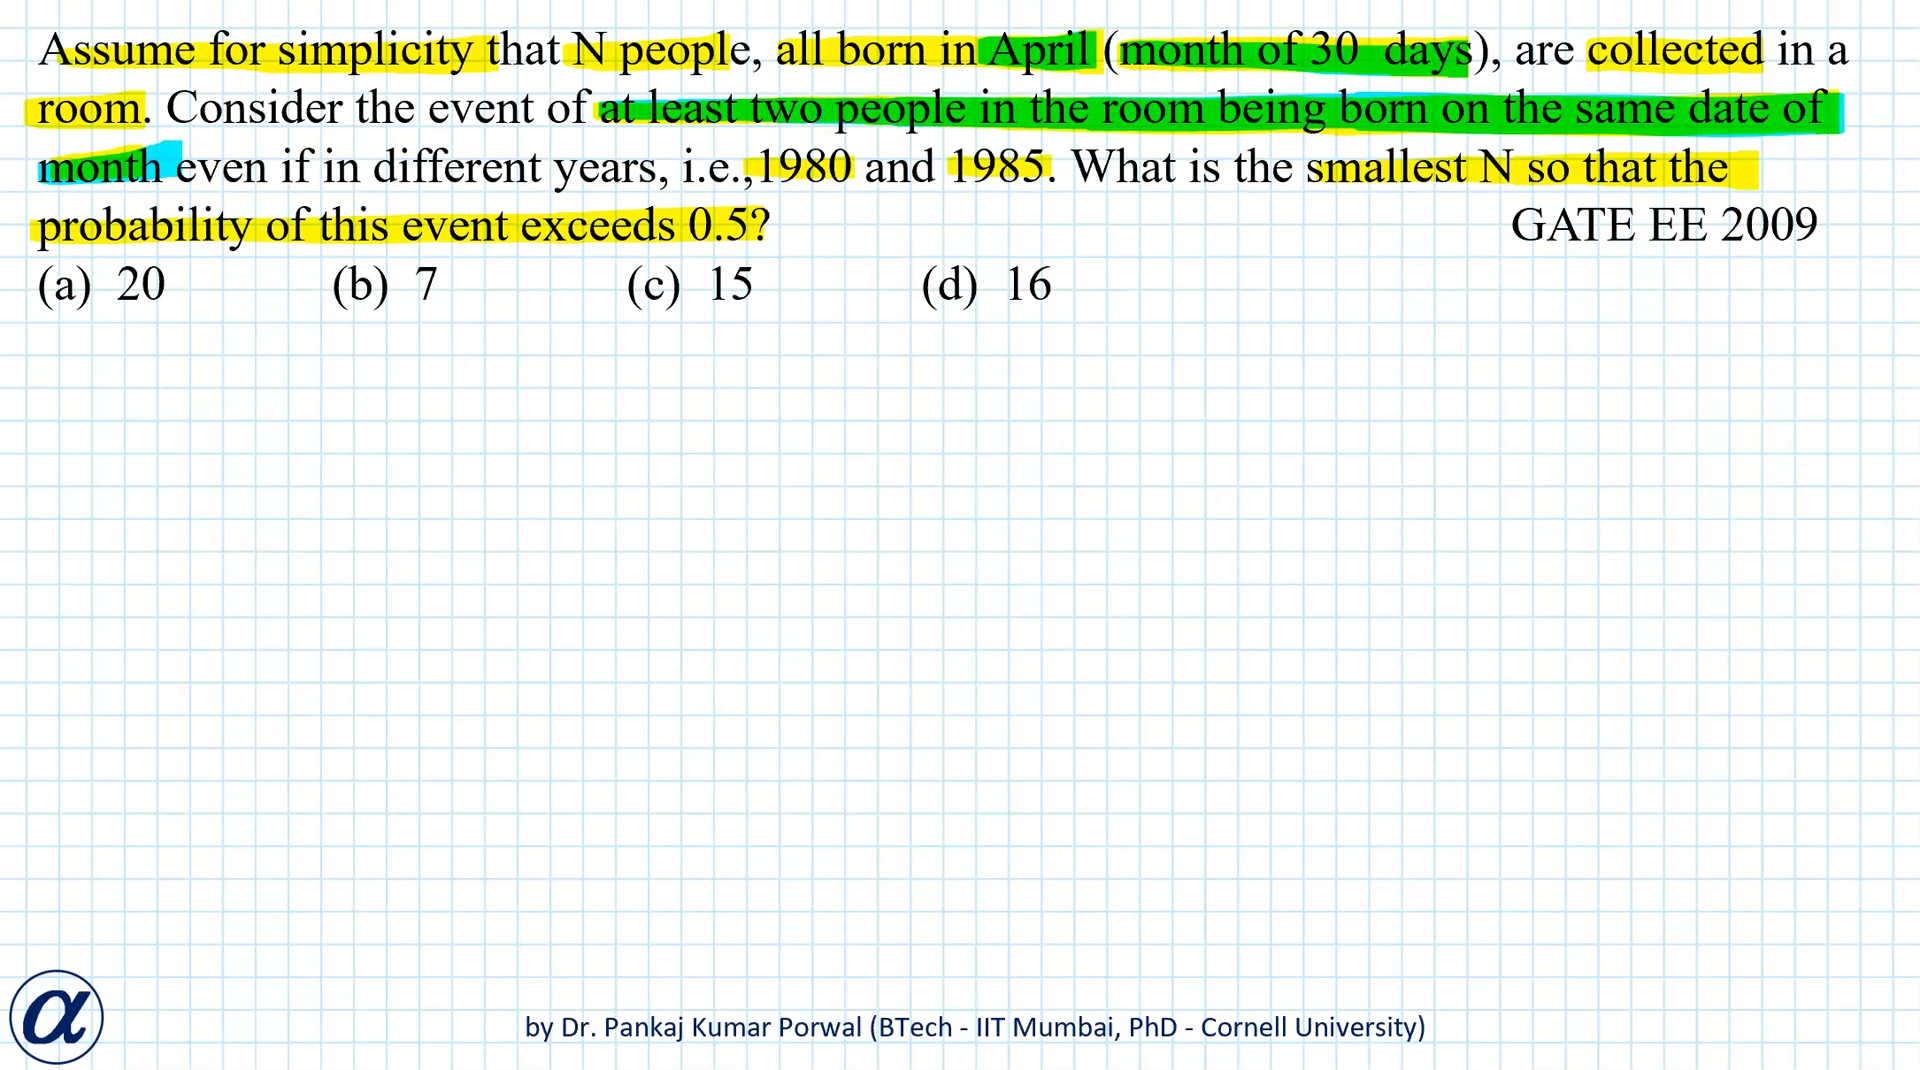 Assume for simplicity that N people, all born in April (month of 30 days), are collected in a
room. Consider the event of at least two people in the room being born on the same date of
month even if in different years, i.e.,1980 and 1985. What is the smallest N so that the
probability of this event exceeds 0.5? GATE EE 2009
(a) 20 (b) 7 (c) 15 (d) 16
α
by Dr. Pankaj Kumar Porwal (BTech - IIT Mumbai, PhD - Cornell University)